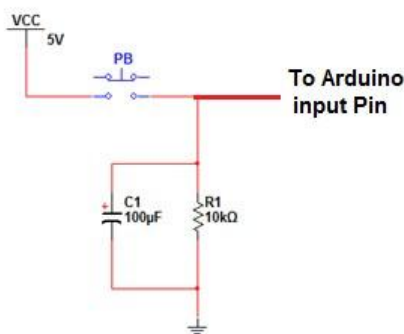 VCC
5V
PB
To Arduino
input Pin
+
C1
100µF
R1
10kΩ